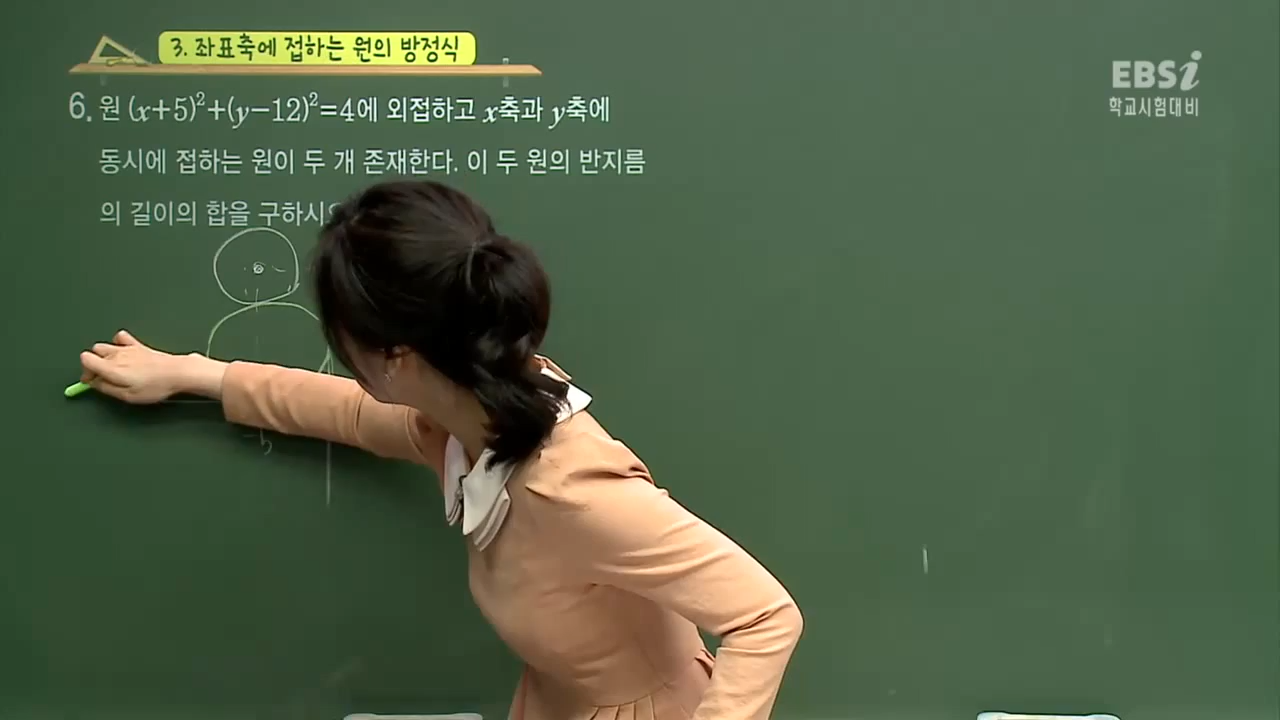 3. 좌표축에 접하는 원의 방정식
EBSi
학교시험대비
6. 원 (x+5)²+(y−12)²=4에 외접하고 x축과 y축에
동시에 접하는 원이 두 개 존재한다. 이 두 원의 반지름
의 길이의 합을 구하시오
-5